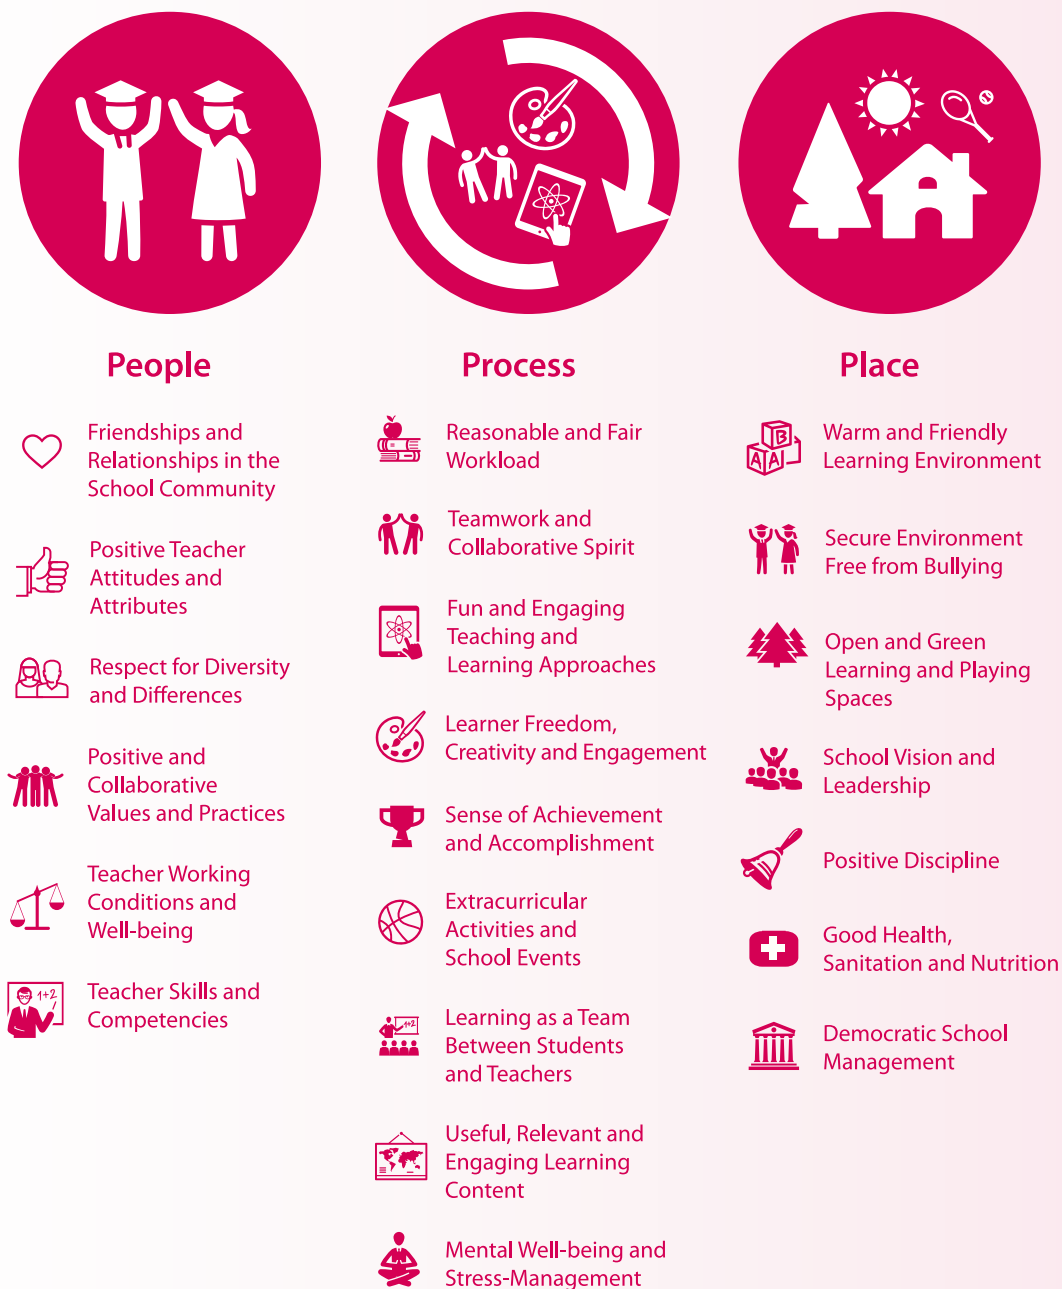 People
Friendships and
Relationships in the
School Community
Positive Teacher
Attitudes and
Attributes
Respect for Diversity
and Differences
Positive and
Collaborative
Values and Practices
Teacher Working
Conditions and
Well-being
1+2
Teacher Skills and
Competencies
Process
Reasonable and Fair
Workload
Teamwork and
Collaborative Spirit
Fun and Engaging
Teaching and
Learning Approaches
Learner Freedom,
Creativity and Engagement
Sense of Achievement
and Accomplishment
Extracurricular
Activities and
School Events
1+2
Learning as a Team
Between Students
and Teachers
Useful, Relevant and
Engaging Learning
Content
Mental Well-being and
Stress-Management
Place
B
A A
Warm and Friendly
Learning Environment
Secure Environment
Free from Bullying
Open and Green
Learning and Playing
Spaces
School Vision and
Leadership
Positive Discipline
Good Health,
Sanitation and Nutrition
Democratic School
Management